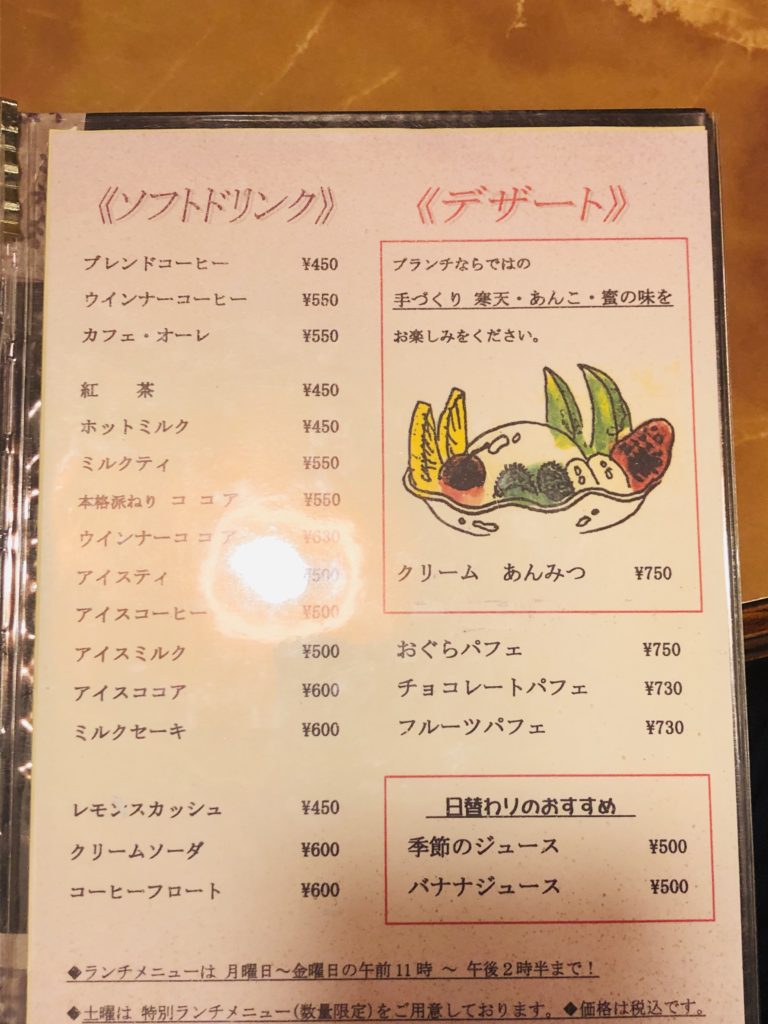 《ソフトドリンク》
ブレンドコーヒー ¥450
ウインナーコーヒー ¥550
カフェ・オーレ ¥550
紅　茶 ¥450
ホットミルク ¥450
ミルクティ ¥550
本格派ねり ココア ¥550
ウインナーココア ¥630
アイスティ ¥500
アイスコーヒー ¥500
アイスミルク ¥500
アイスココア ¥600
ミルクセーキ ¥600
レモンスカッシュ ¥450
クリームソーダ ¥600
コーヒーフロート ¥600
《デザート》
ブランチならではの
手づくり 寒天・あんこ・蜜の味を
お楽しみをください。
クリーム　あんみつ ¥750
おぐらパフェ ¥750
チョコレートパフェ ¥730
フルーツパフェ ¥730
日替わりのおすすめ
季節のジュース ¥500
バナナジュース ¥500
◆ランチメニューは 月曜日～金曜日の午前11時 ～ 午後2時半まで！
◆土曜は 特別ランチメニュー(数量限定)をご用意しております。◆価格は税込です。